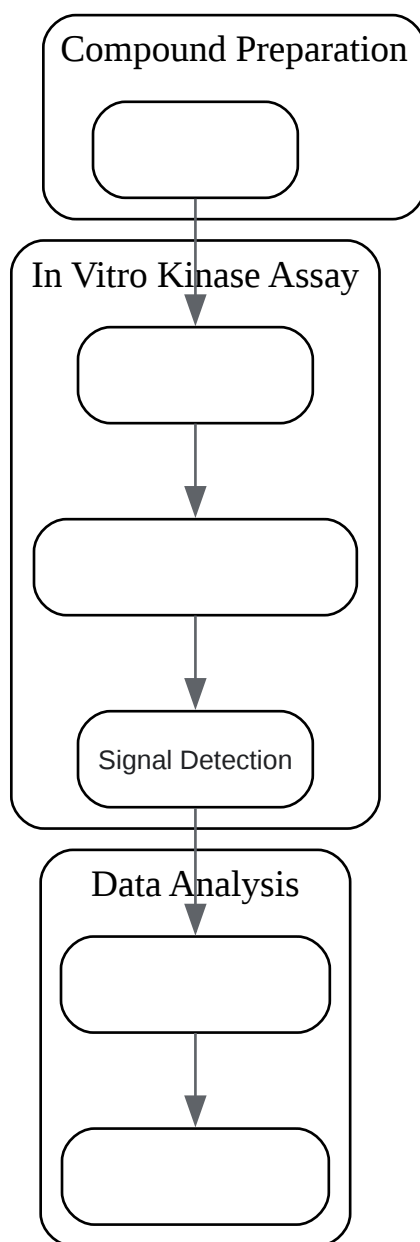 Compound Preparation
In Vitro Kinase Assay
Signal Detection
Data Analysis